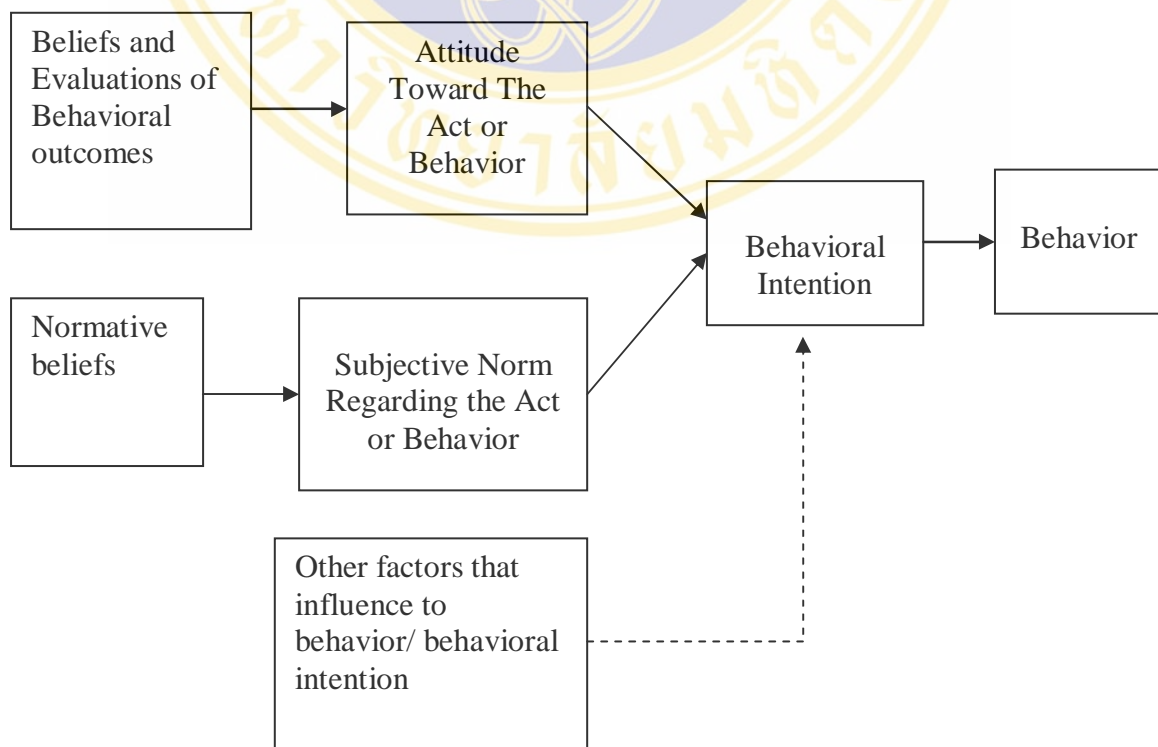 Beliefs and
Evaluations of
Behavioral
outcomes
Attitude
Toward The
Act or
Behavior
Behavioral
Intention
Behavior
Normative
beliefs
Subjective Norm
Regarding the Act
or Behavior
Other factors that
influence to
behavior/ behavioral
intention